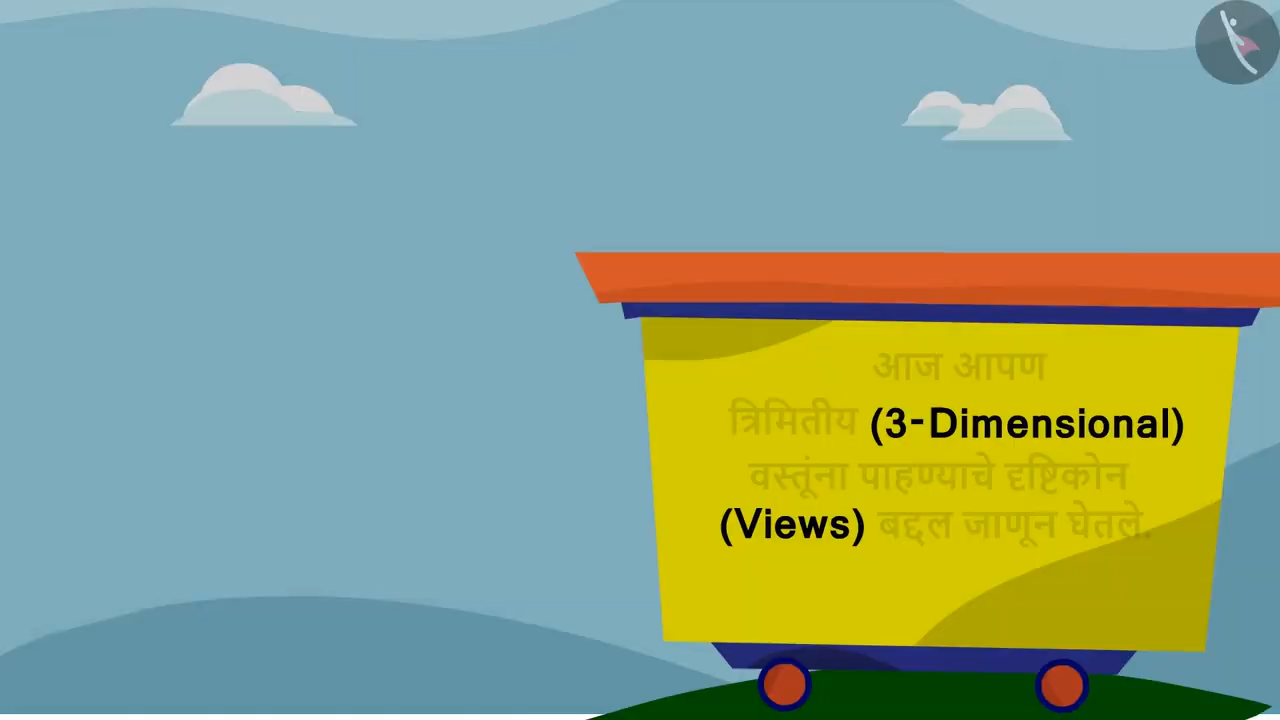 आज आपण
त्रिमितीय (3-Dimensional)
वस्तूंना पाहण्याचे दृष्टिकोन
(Views) बद्दल जाणून घेतले.